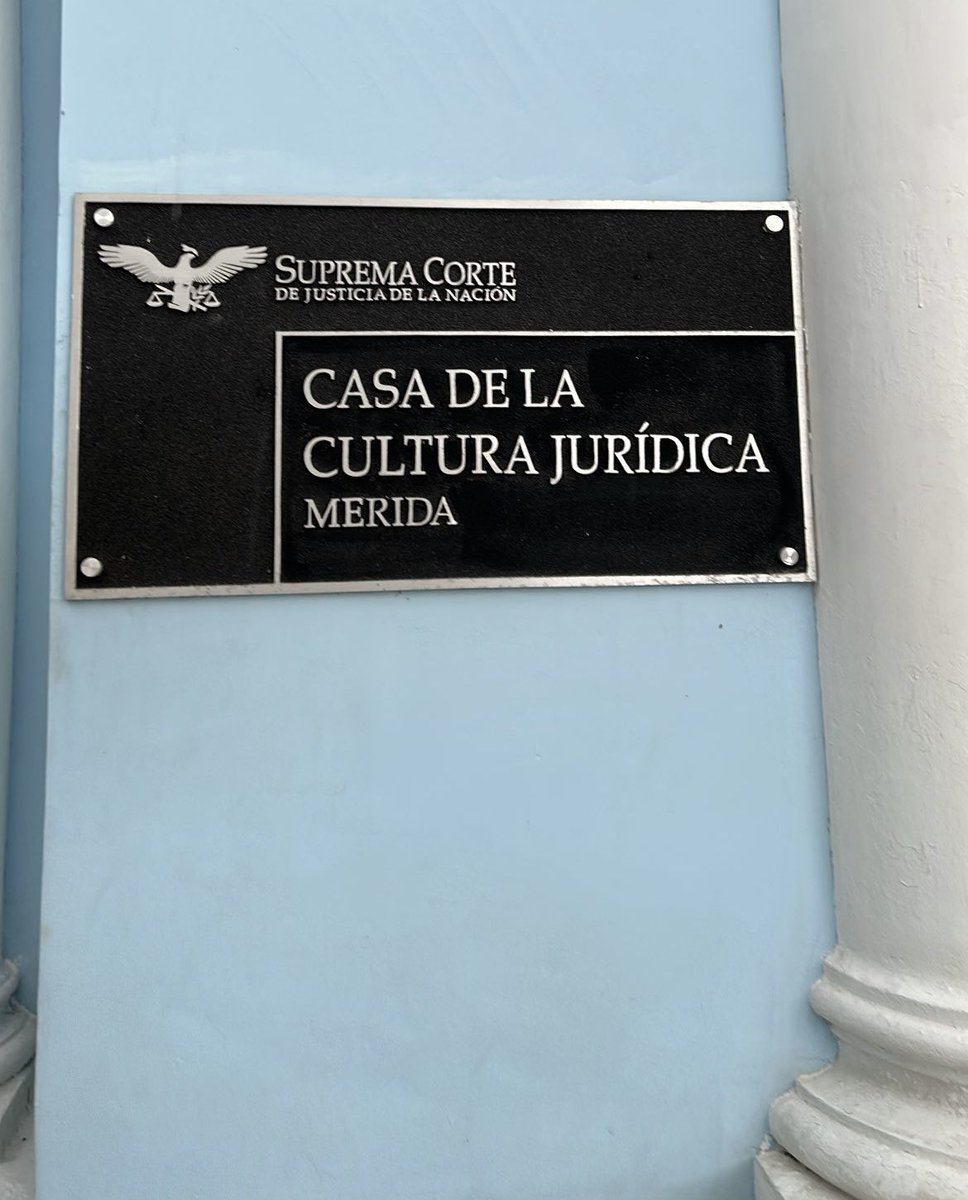 SUPREMA CORTE
DE JUSTICIA DE LA NACIÓN
CASA DE LA
CULTURA JURÍDICA
MERIDA